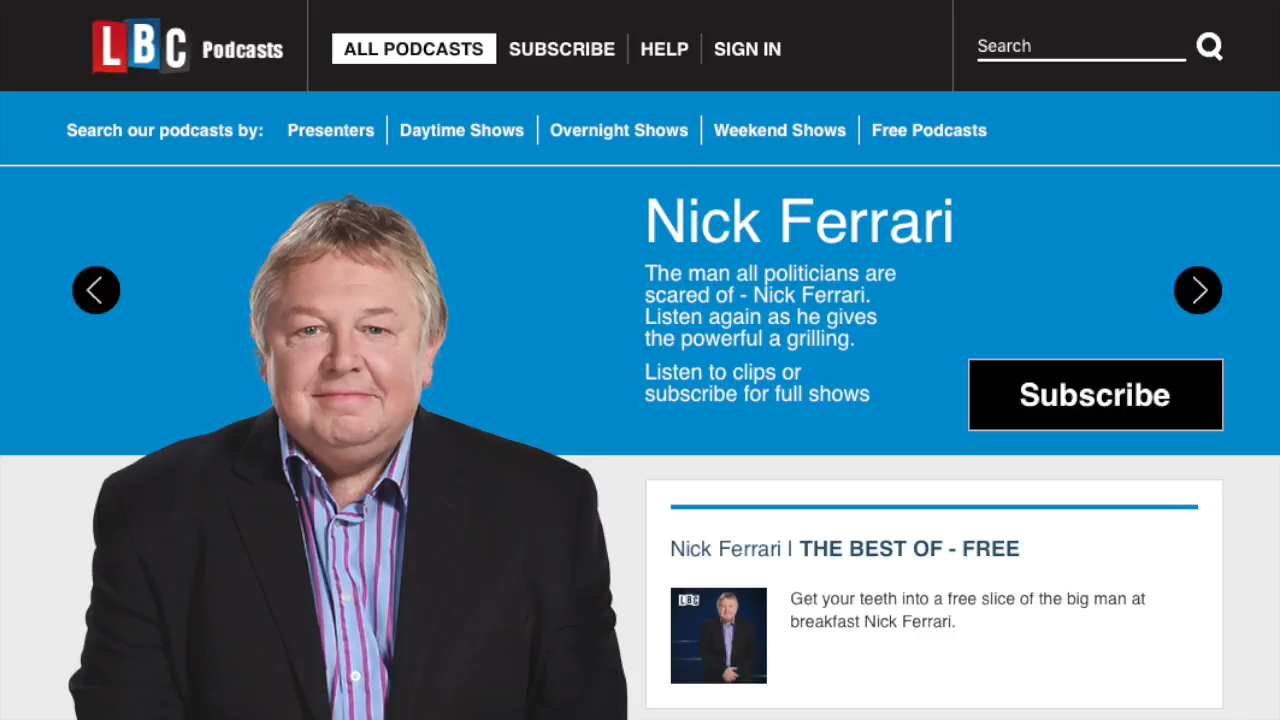 LBC Podcasts
ALL PODCASTS
SUBSCRIBE
HELP
SIGN IN
Search
Search our podcasts by:
Presenters
Daytime Shows
Overnight Shows
Weekend Shows
Free Podcasts
Nick Ferrari
The man all politicians are
scared of - Nick Ferrari.
Listen again as he gives
the powerful a grilling.
Listen to clips or
subscribe for full shows
Subscribe
Nick Ferrari | THE BEST OF - FREE
LBC
Get your teeth into a free slice of the big man at
breakfast Nick Ferrari.